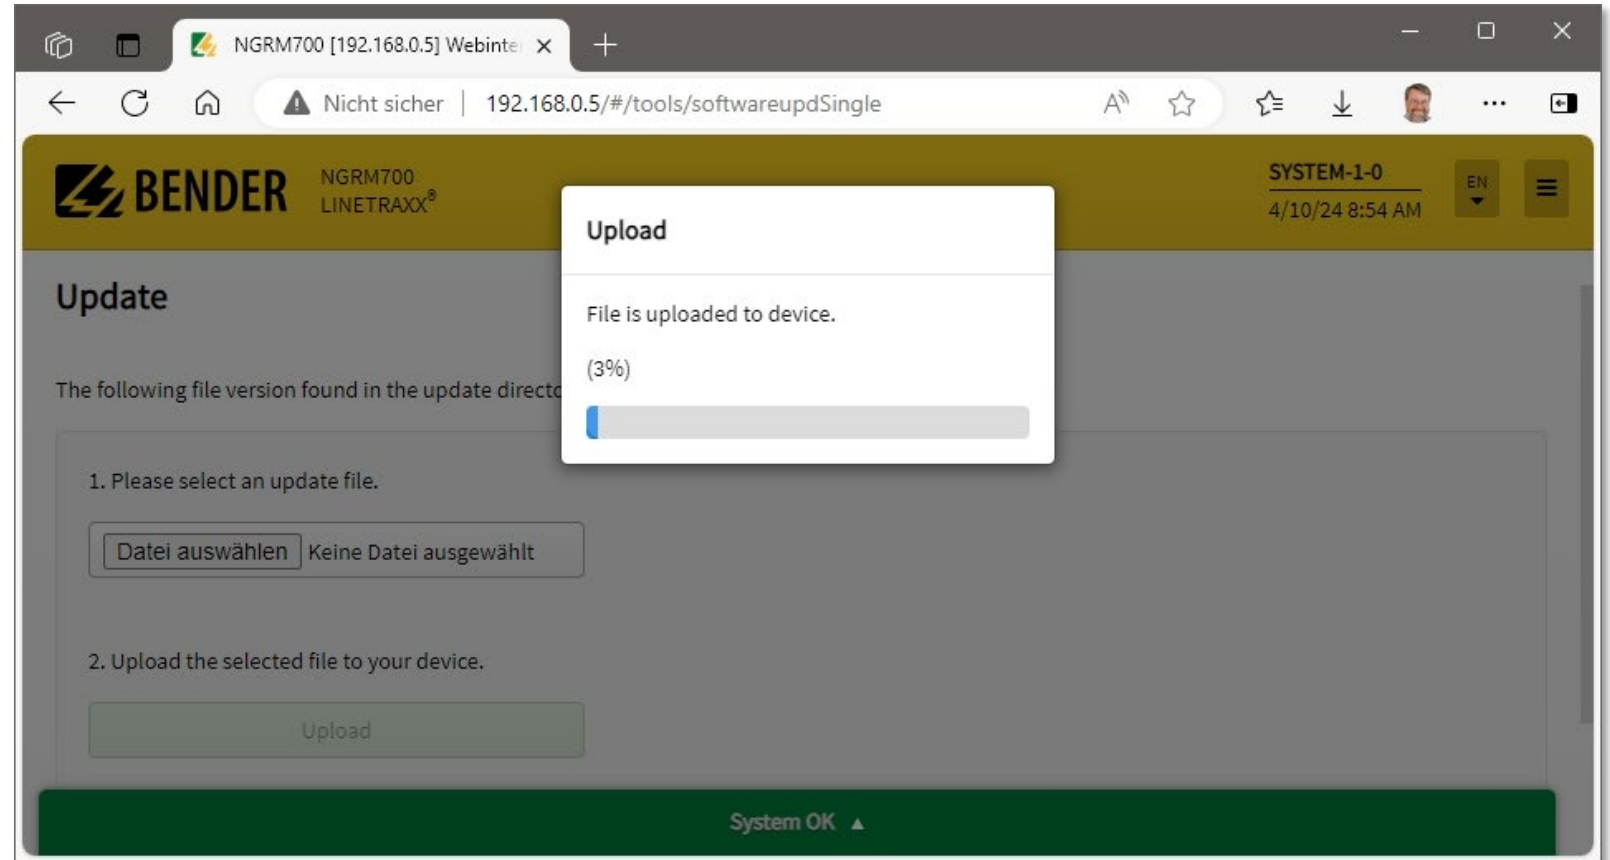 NGRM700 [192.168.0.5] Webinte
Nicht sicher | 192.168.0.5/#/tools/softwareupdSingle
BENDER
NGRM700
LINETRAXX®
SYSTEM-1-0
4/10/24 8:54 AM
EN
Upload
File is uploaded to device.
(3%)
Update
The following file version found in the update directo
1. Please select an update file.
Datei auswählen Keine Datei ausgewählt
2. Upload the selected file to your device.
Upload
System OK ▲